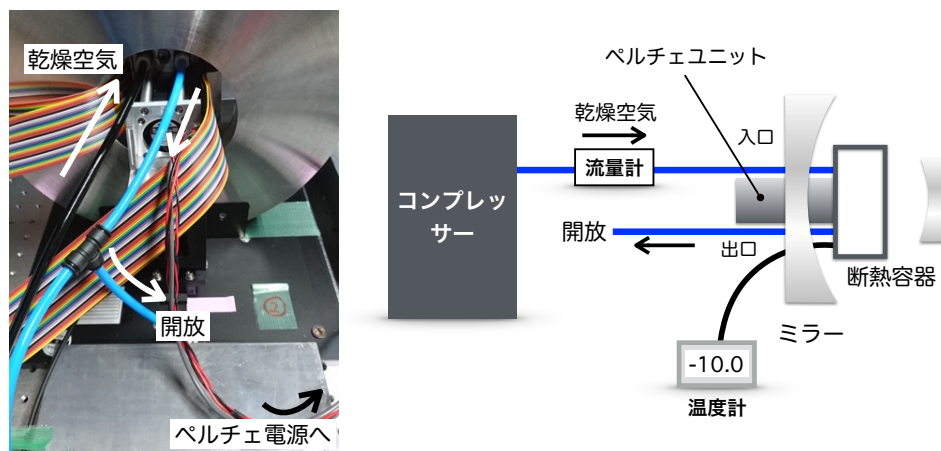 乾燥空気
開放
ペルチェ電源へ
ペルチェユニット
乾燥空気
入口
流量計
コンプレッ
サー
開放
出口
断熱容器
ミラー
-10.0
温度計
②